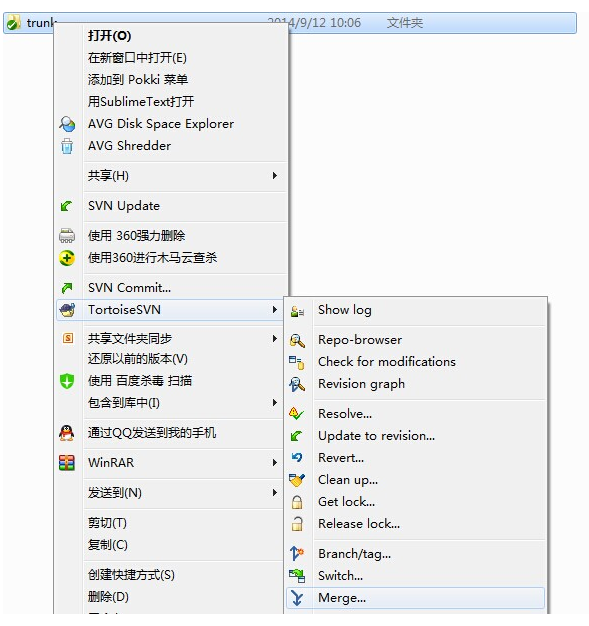 trunk 2014/9/12 10:06 文件夹
打开(O)
在新窗口中打开(E)
添加到 Pokki 菜单
用SublimeText打开
AVG Disk Space Explorer
AVG Shredder
共享(H)
SVN Update
使用 360强力删除
使用360进行木马云查杀
SVN Commit...
TortoiseSVN
共享文件夹同步
还原以前的版本(V)
使用 百度杀毒 扫描
包含到库中(I)
通过QQ发送到我的手机
WinRAR
发送到(N)
剪切(T)
复制(C)
创建快捷方式(S)
删除(D)
Show log
Repo-browser
Check for modifications
Revision graph
Resolve...
Update to revision...
Revert...
Clean up...
Get lock...
Release lock...
Branch/tag...
Switch...
Merge...